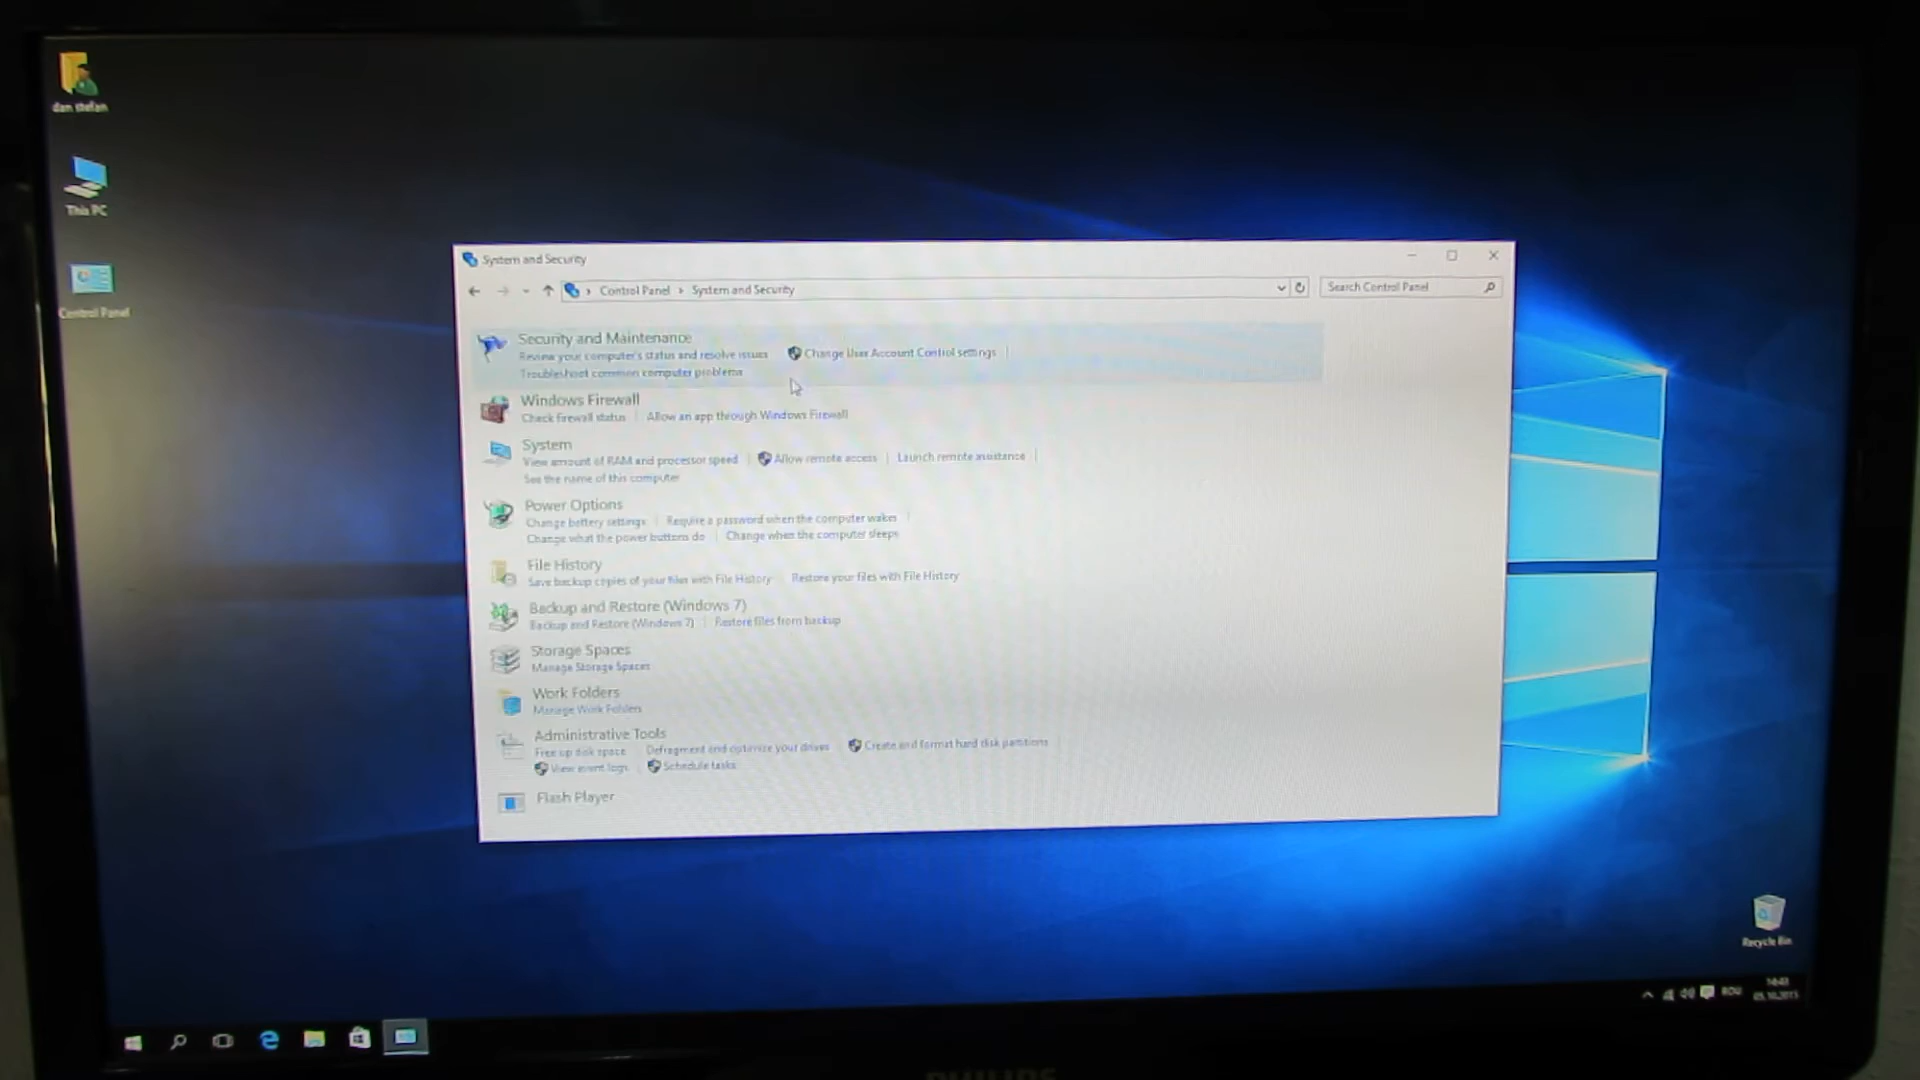 dan stefan
This PC
Control Panel
System and Security
Control Panel > System and Security
Search Control Panel
Security and Maintenance
Review your computer's status and resolve issues | Change User Account Control settings |
Troubleshoot common computer problems
Windows Firewall
Check firewall status | Allow an app through Windows Firewall
System
View amount of RAM and processor speed | Allow remote access | Launch remote assistance |
See the name of this computer
Power Options
Change battery settings | Require a password when the computer wakes |
Change what the power buttons do | Change when the computer sleeps
File History
Save backup copies of your files with File History | Restore your files with File History
Backup and Restore (Windows 7)
Backup and Restore (Windows 7) | Restore files from backup
Storage Spaces
Manage Storage Spaces
Work Folders
Manage Work Folders
Administrative Tools
Free up disk space | Defragment and optimize your drives | Create and format hard disk partitions |
View event logs | Schedule tasks
Flash Player
Recycle Bin
ROU
05.10.2015
PHILIPS